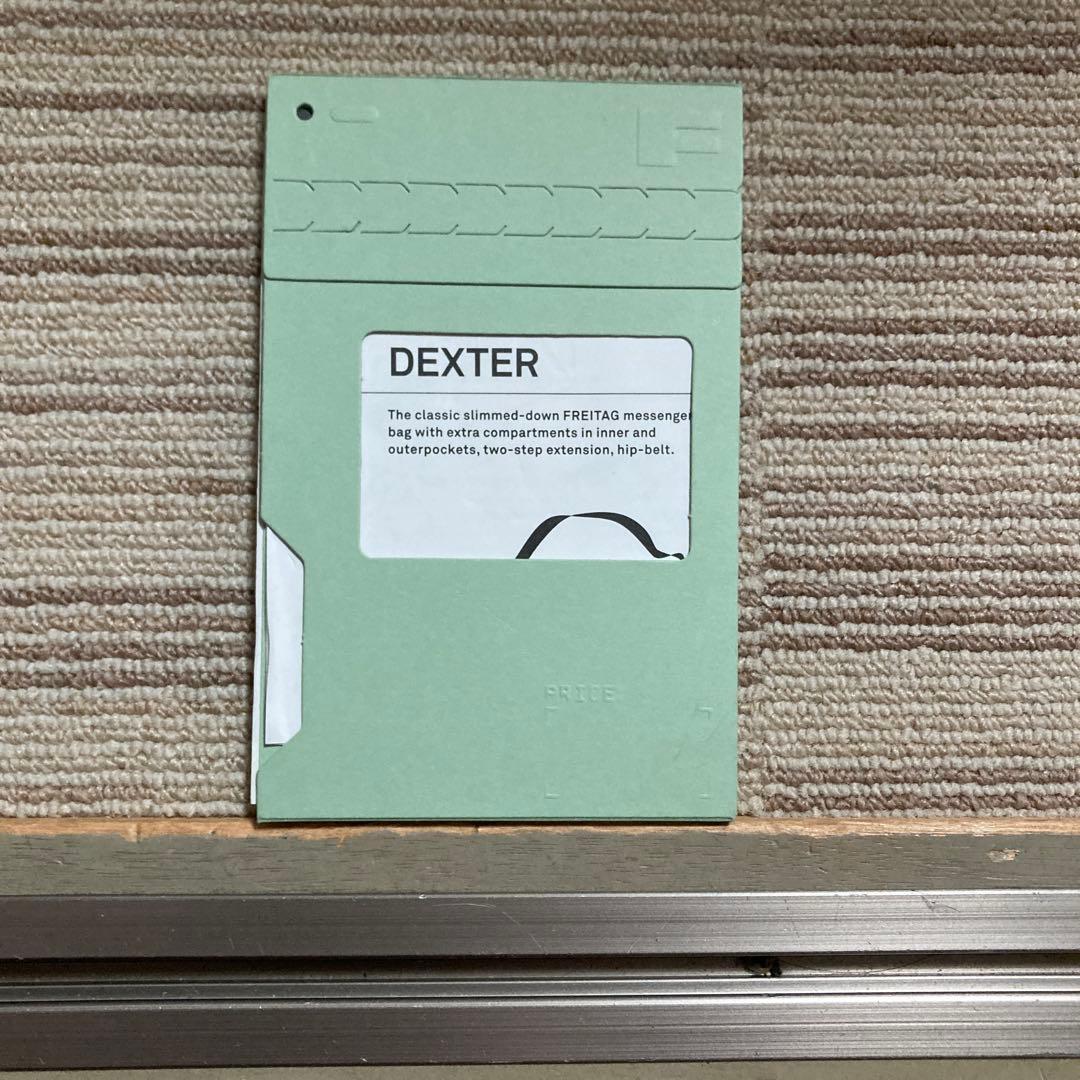 F
DEXTER
The classic slimmed-down FREITAG messenger
bag with extra compartments in inner and
outerpockets, two-step extension, hip-belt.
PRICE